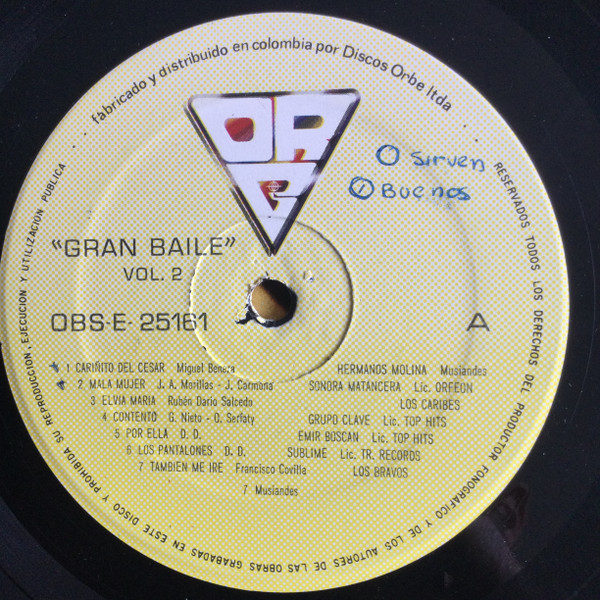 fabricado y distribuido en colombia por Discos Orbe ltda
ORBE
O Sirven
O Buenos
"GRAN BAILE"
VOL. 2
OBS-E-25161
A
1 CARIÑITO DEL CESAR Miguel Benera HERMANOS MOLINA Musiandes
2 MALA MUJER J. A. Morillas - J. Carmona SONORA MATANCERA Lic. ORFEON
3 ELVIA MARIA Rubén Dario Salcedo LOS CARIBES
4 CONTENTO G. Nieto - O. Serfaty GRUPO CLAVE Lic. TOP HITS
5 POR ELLA D. D. EMIR BOSCAN Lic. TOP HITS
6 LOS PANTALONES D. D. SUBLIME Lic. TR. RECORDS
7 TAMBIEN ME IRE Francisco Covilla LOS BRAVOS
7 Musiandes
RESERVADOS TODOS LOS DERECHOS DEL PRODUCTOR FONOGRAFICO Y DE LOS AUTORES DE LAS OBRAS GRABADAS EN ESTE DISCO Y PROHIBIDA SU REPRODUCCION, EJECUCION Y UTILIZACION PUBLICA